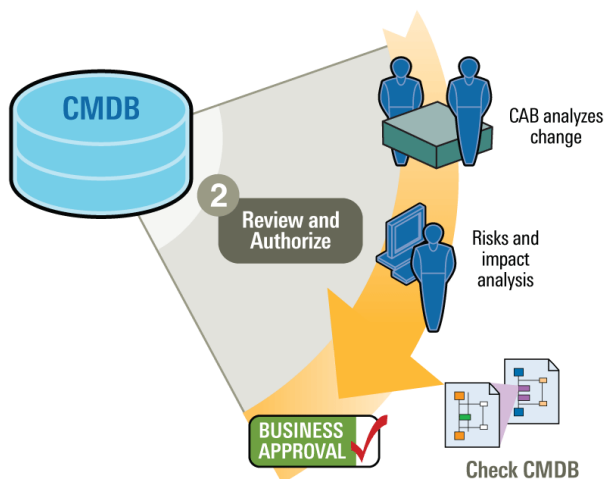 CMDB
CAB analyzes
change
2
Review and
Authorize
Risks and
impact
analysis
BUSINESS
APPROVAL
Check CMDB